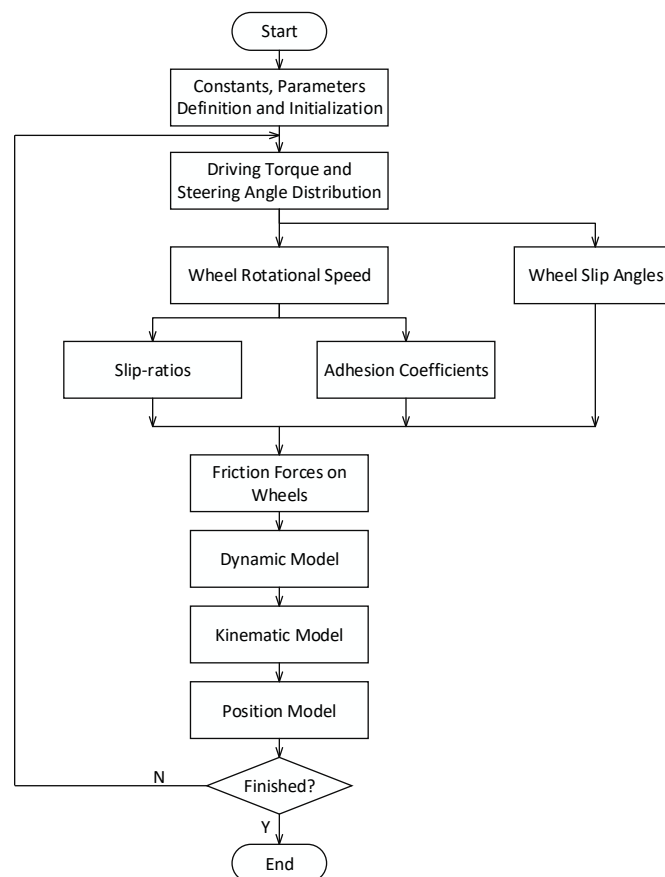 Start
Constants, Parameters
Definition and Initialization
Driving Torque and
Steering Angle Distribution
Wheel Rotational Speed
Wheel Slip Angles
Slip-ratios
Adhesion Coefficients
Friction Forces on
Wheels
Dynamic Model
Kinematic Model
Position Model
N
Finished?
Y
End